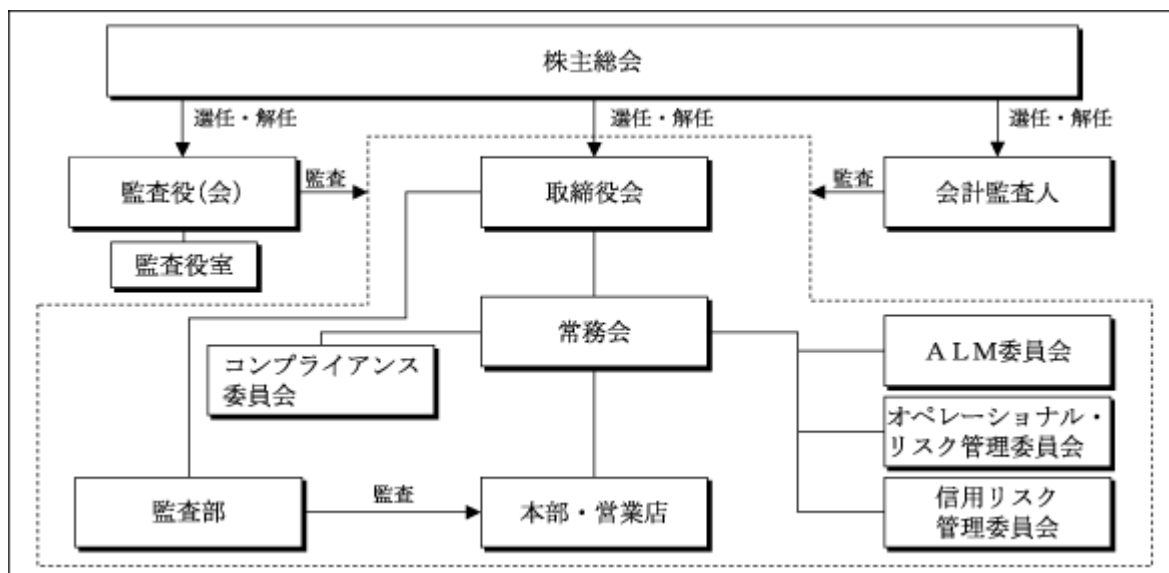 株主総会
選任・解任
選任・解任
選任・解任
監査役(会)
監査
取締役会
監査
会計監査人
監査役室
常務会
コンプライアンス
委員会
ALM委員会
オペレーショナル・
リスク管理委員会
監査部
監査
本部・営業店
信用リスク
管理委員会